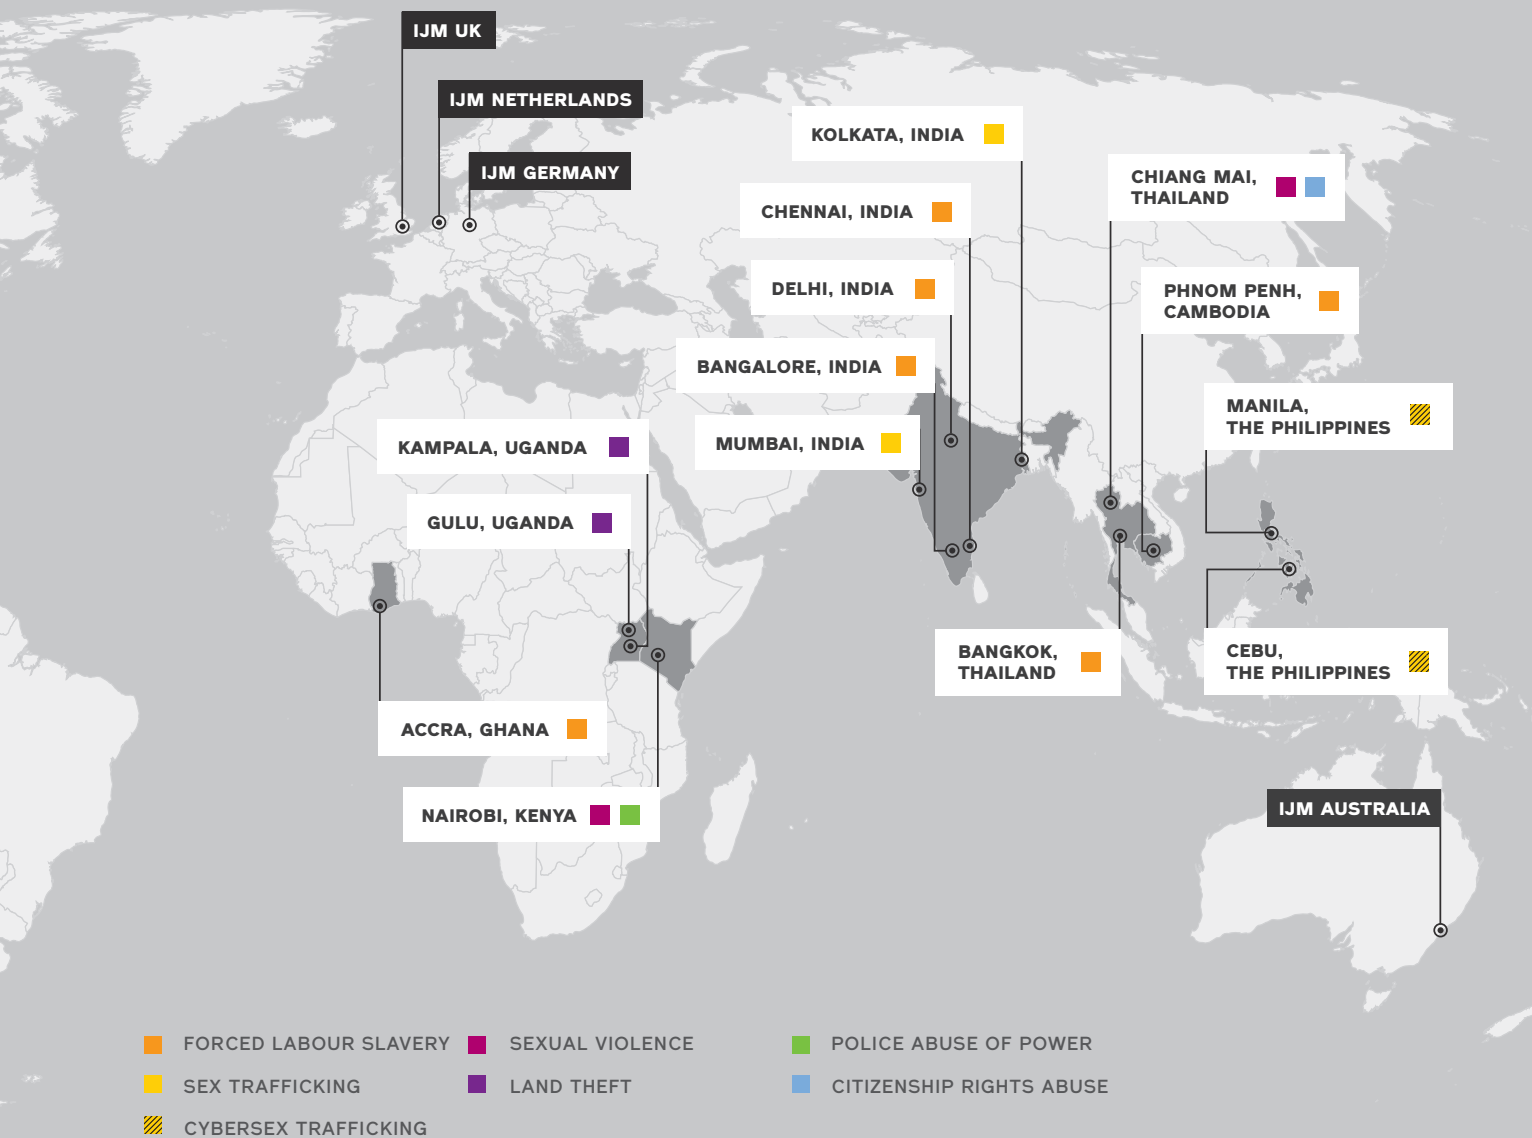 IJM UK
IJM NETHERLANDS
IJM GERMANY
KOLKATA, INDIA
CHENNAI, INDIA
DELHI, INDIA
BANGALORE, INDIA
MUMBAI, INDIA
CHIANG MAI,
THAILAND
PHNOM PENH,
CAMBODIA
MANILA,
THE PHILIPPINES
KAMPALA, UGANDA
GULU, UGANDA
BANGKOK,
THAILAND
CEBU,
THE PHILIPPINES
ACCRA, GHANA
NAIROBI, KENYA
IJM AUSTRALIA
FORCED LABOUR SLAVERY
SEX TRAFFICKING
CYBERSEX TRAFFICKING
SEXUAL VIOLENCE
LAND THEFT
POLICE ABUSE OF POWER
CITIZENSHIP RIGHTS ABUSE